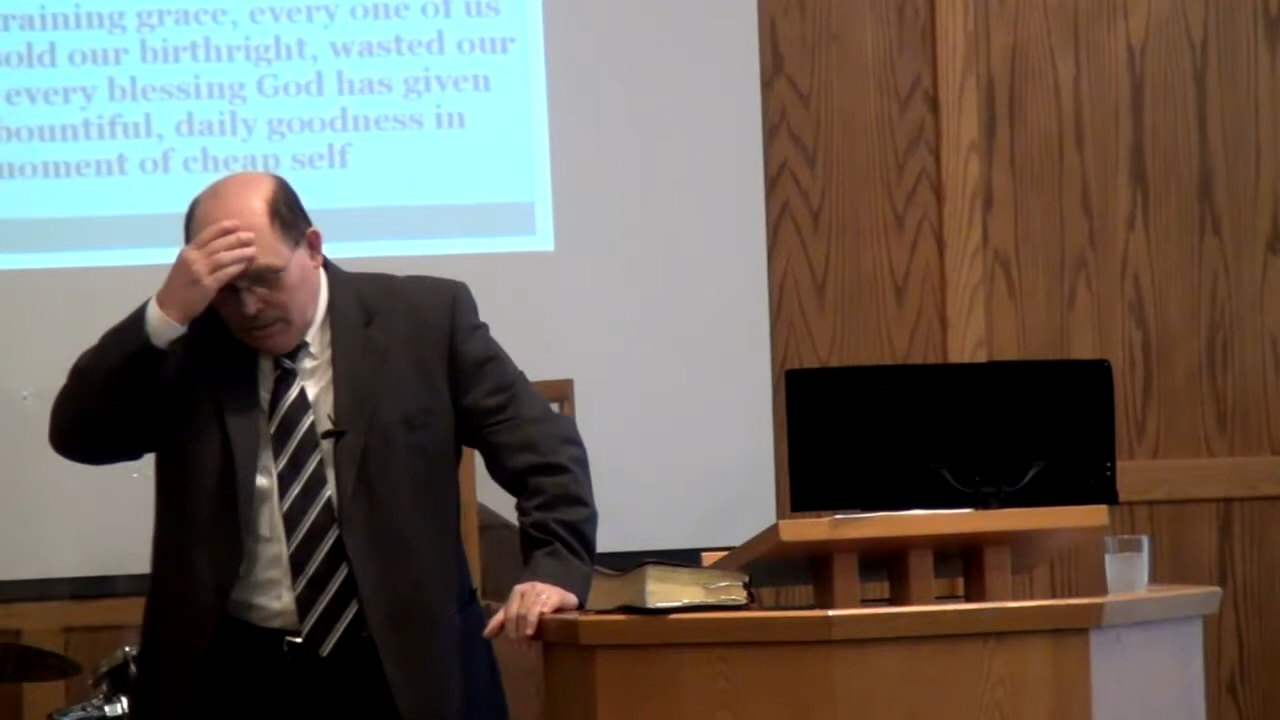 raining grace, every one of us
sold our birthright, wasted our
every blessing God has given
bountiful, daily goodness in
moment of cheap self